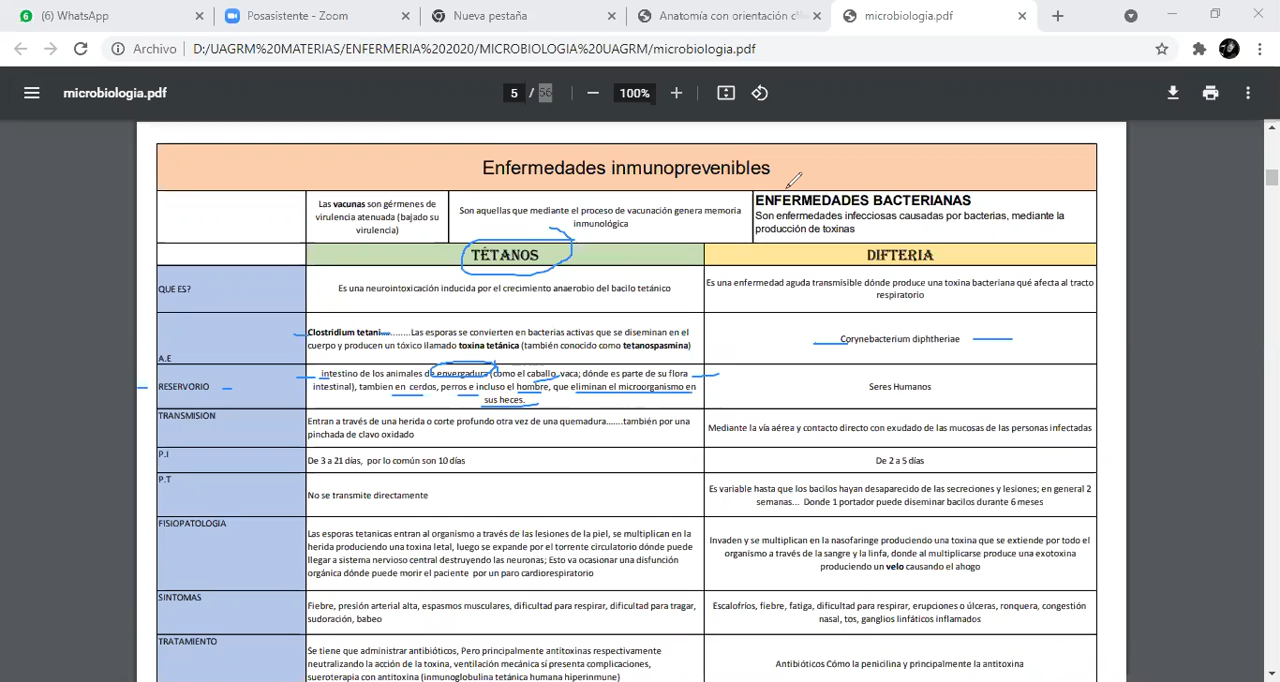 (6) WhatsApp
Posasistente - Zoom
Nueva pestaña
Anatomía con orientación cl
microbiologia.pdf
Archivo
D:/UAGRM%20MATERIAS/ENFERMERIA%202020/MICROBIOLOGIA%20UAGRM/microbiologia.pdf
microbiologia.pdf
5 / 56
100%
Enfermedades inmunoprevenibles
Las vacunas son gérmenes de
virulencia atenuada (bajado su
virulencia)
Son aquellas que mediante el proceso de vacunación genera memoria
inmunológica
ENFERMEDADES BACTERIANAS
Son enfermedades infecciosas causadas por bacterias, mediante la
producción de toxinas
TÉTANOS
DIFTERIA
QUE ES?
Es una neurointoxicación inducida por el crecimiento anaerobio del bacilo tetánico
Es una enfermedad aguda transmisible dónde produce una toxina bacteriana qué afecta al tracto
respiratorio
A.E
Clostridium tetani...........Las esporas se convierten en bacterias activas que se diseminan en el
cuerpo y producen un tóxico llamado toxina tetánica (también conocido como tetanospasmina)
Corynebacterium diphtheriae
RESERVORIO
intestino de los animales de envergadura (como el caballo, vaca; dónde es parte de su flora
intestinal), tambien en cerdos, perros e incluso el hombre, que eliminan el microorganismo en
sus heces.
Seres Humanos
TRANSMISION
Entran a través de una herida o corte profundo otra vez de una quemadura.......también por una
pinchada de clavo oxidado
Mediante la vía aérea y contacto directo con exudado de las mucosas de las personas infectadas
P.I
De 3 a 21 días, por lo común son 10 días
De 2 a 5 días
P.T
No se transmite directamente
Es variable hasta que los bacilos hayan desaparecido de las secreciones y lesiones; en general 2
semanas... Donde 1 portador puede diseminar bacilos durante 6 meses
FISIOPATOLOGIA
Las esporas tetanicas entran al organismo a través de las lesiones de la piel, se multiplican en la
herida produciendo una toxina letal, luego se expande por el torrente circulatorio dónde puede
llegar a sistema nervioso central destruyendo las neuronas; Esto va ocasionar una disfunción
orgánica dónde puede morir el paciente por un paro cardiorespiratorio
Invaden y se multiplican en la nasofaringe produciendo una toxina que se extiende por todo el
organismo a través de la sangre y la linfa, donde al multiplicarse produce una exotoxina
produciendo un velo causando el ahogo
SINTOMAS
Fiebre, presión arterial alta, espasmos musculares, dificultad para respirar, dificultad para tragar,
sudoración, babeo
Escalofríos, fiebre, fatiga, dificultad para respirar, erupciones o úlceras, ronquera, congestión
nasal, tos, ganglios linfáticos inflamados
TRATAMIENTO
Se tiene que administrar antibióticos, Pero principalmente antitoxinas respectivamente
neutralizando la acción de la toxina, ventilación mecánica si presenta complicaciones,
sueroterapia con antitoxina (inmunoglobulina tetánica humana hiperinmune)
Antibióticos Cómo la penicilina y principalmente la antitoxina